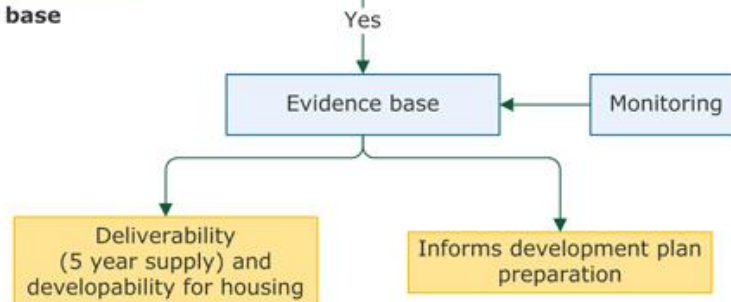 base
Yes
Evidence base
Monitoring
Deliverability
(5 year supply) and
developability for housing
Informs development plan
preparation